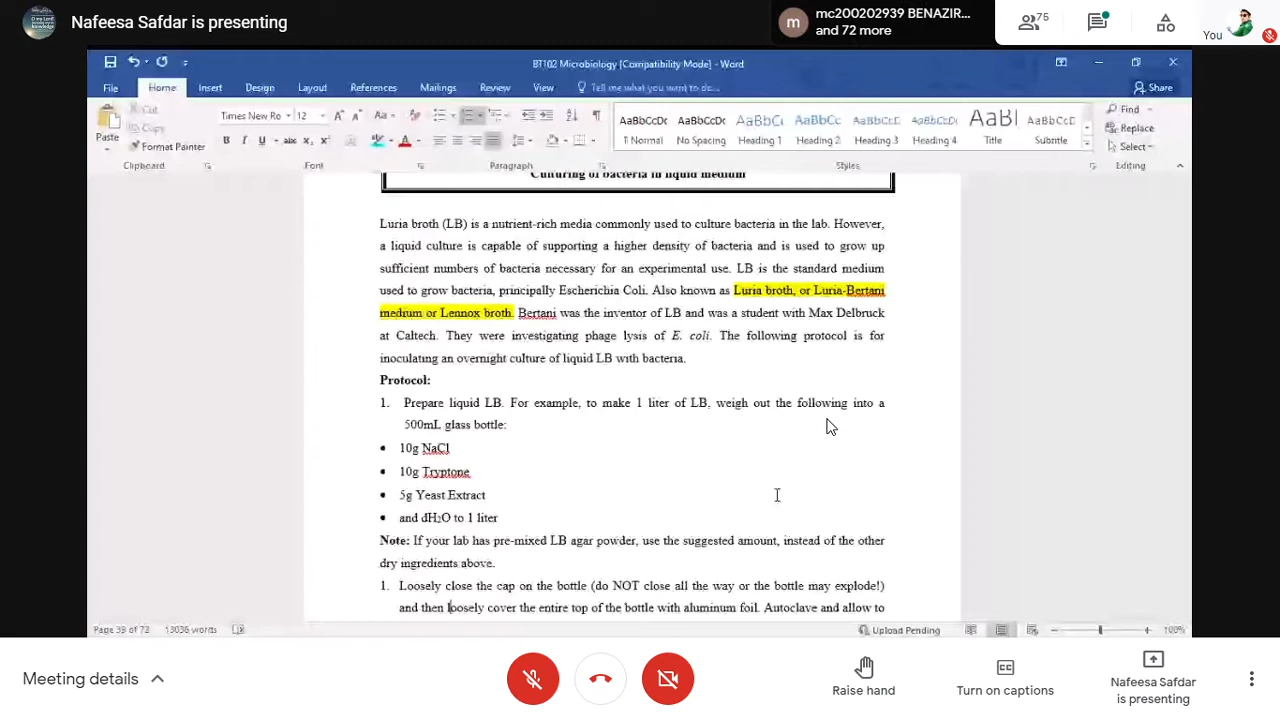 Nafeesa Safdar is presenting
m
mc200202939 BENAZIR...
and 72 more
75
You
BT102 Microbiology [Compatibility Mode] - Word
File Home Insert Design Layout References Mailings Review View Tell me what you want to do... Share
Paste
Cut
Copy
Format Painter
Times New Ro 12
AaBbCcDc AaBbCcDc AaBbCc AaBbCc AaBbCcD AaBbCcDc AaBl AaBbCcD
¶ Normal No Spac... Heading 1 Heading 2 Heading 3 Heading 4 Title Subtitle
Find
Replace
Select
Clipboard Font Paragraph Styles Editing
Culturing of bacteria in liquid medium
Luria broth (LB) is a nutrient-rich media commonly used to culture bacteria in the lab. However,
a liquid culture is capable of supporting a higher density of bacteria and is used to grow up
sufficient numbers of bacteria necessary for an experimental use. LB is the standard medium
used to grow bacteria, principally Escherichia Coli. Also known as Luria broth, or Luria-Bertani
medium or Lennox broth. Bertani was the inventor of LB and was a student with Max Delbruck
at Caltech. They were investigating phage lysis of E. coli. The following protocol is for
inoculating an overnight culture of liquid LB with bacteria.
Protocol:
1. Prepare liquid LB. For example, to make 1 liter of LB, weigh out the following into a
500mL glass bottle:
• 10g NaCl
• 10g Tryptone
• 5g Yeast Extract
• and dH2O to 1 liter
Note: If your lab has pre-mixed LB agar powder, use the suggested amount, instead of the other
dry ingredients above.
1. Loosely close the cap on the bottle (do NOT close all the way or the bottle may explode!)
and then loosely cover the entire top of the bottle with aluminum foil. Autoclave and allow to
Page 39 of 72 13036 words Upload Pending 100%
Meeting details
Raise hand
Turn on captions
Nafeesa Safdar
is presenting